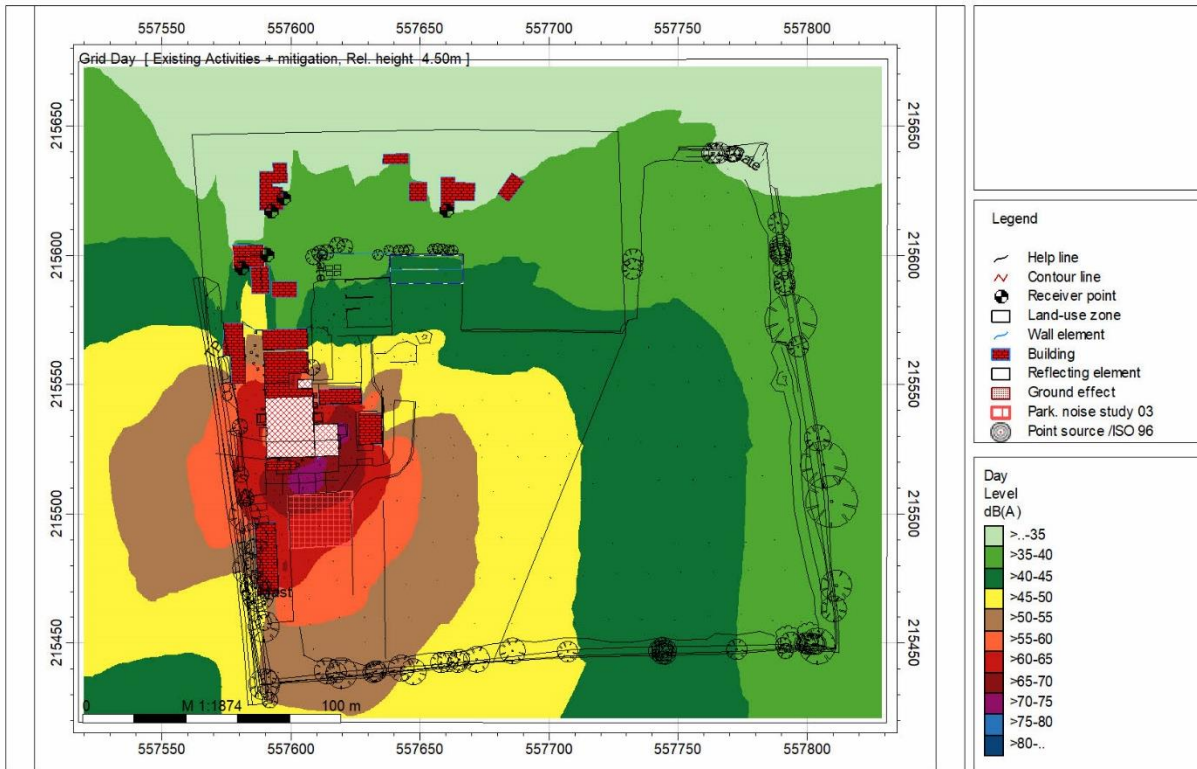 557550 557600 557650 557700 557750 557800
Grid Day [ Existing Activities + mitigation, Rel. height 4.50m ]
215650 215650
215600 215600
215550 215550
215500 215500
215450 215450
0 M 1:1874 100 m
557550 557600 557650 557700 557750 557800
Legend
Help line
Contour line
Receiver point
Land-use zone
Wall element
Building
Reflecting element
Ground effect
Park. noise study 03
Point source /ISO 96
Day
Level
dB(A)
>..-35
>35-40
>40-45
>45-50
>50-55
>55-60
>60-65
>65-70
>70-75
>75-80
>80-..